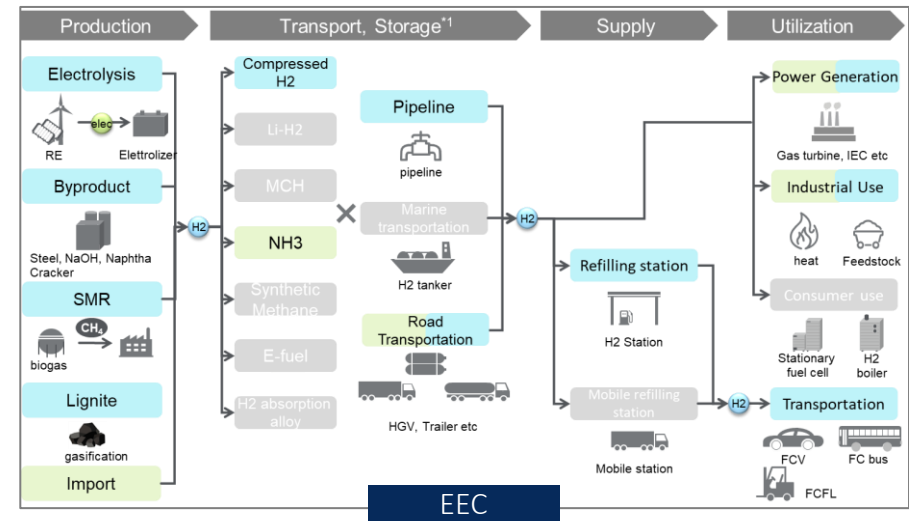 Production
Transport, Storage*1
Supply
Utilization
Electrolysis
elec
RE
Elettrolizer
Byproduct
Steel, NaOH, Naphtha
Cracker
SMR
CH4
biogas
Lignite
gasification
Import
H2
Compressed
H2
Li-H2
MCH
NH3
Synthetic
Methane
E-fuel
H2 absorption
alloy
×
Pipeline
pipeline
Marine
transportation
H2 tanker
Road
Transportation
HGV, Trailer etc
H2
Refilling station
H2 Station
Mobile refilling
station
Mobile station
H2
Power Generation
Gas turbine, IEC etc
Industrial Use
heat
Feedstock
Consumer use
Stationary
fuel cell
H2
boiler
Transportation
FCV
FC bus
FCFL
EEC